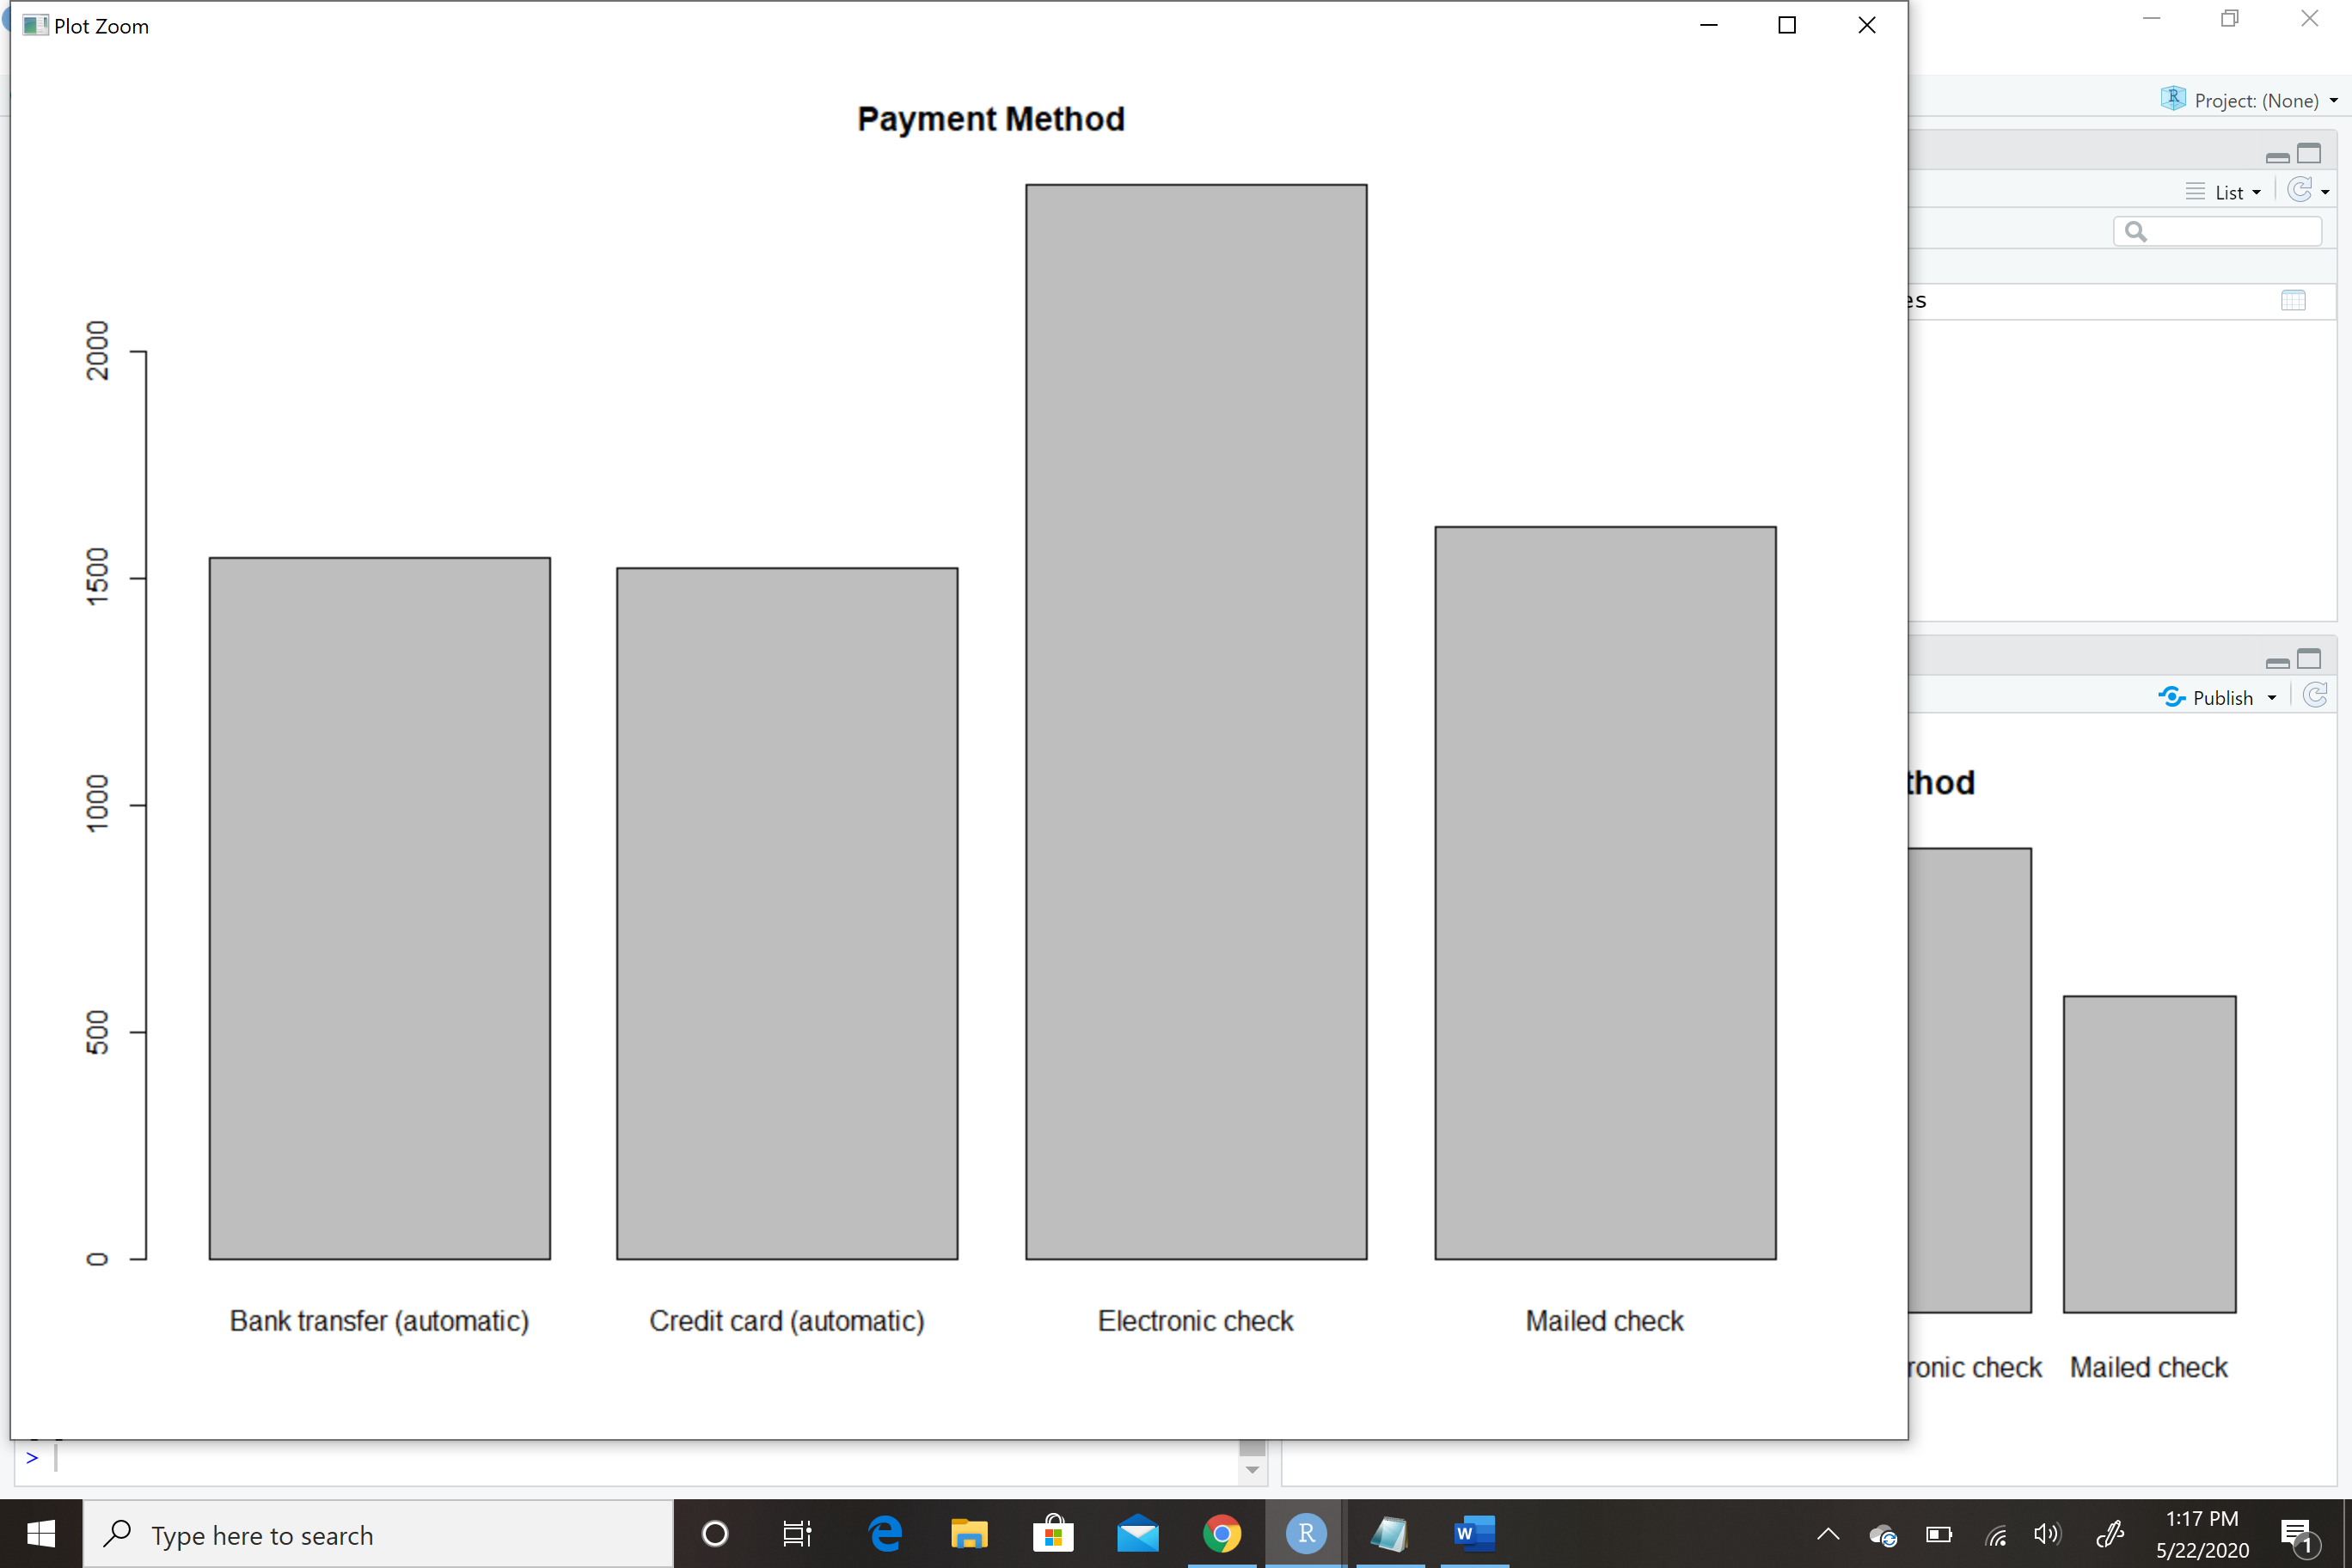 Plot Zoom
Project: (None)
Payment Method
List
es
2000
1500
1000
500
0
Bank transfer (automatic)
Credit card (automatic)
Electronic check
Mailed check
Publish
thod
ronic check
Mailed check
>
Type here to search
R
W
1:17 PM
5/22/2020
1